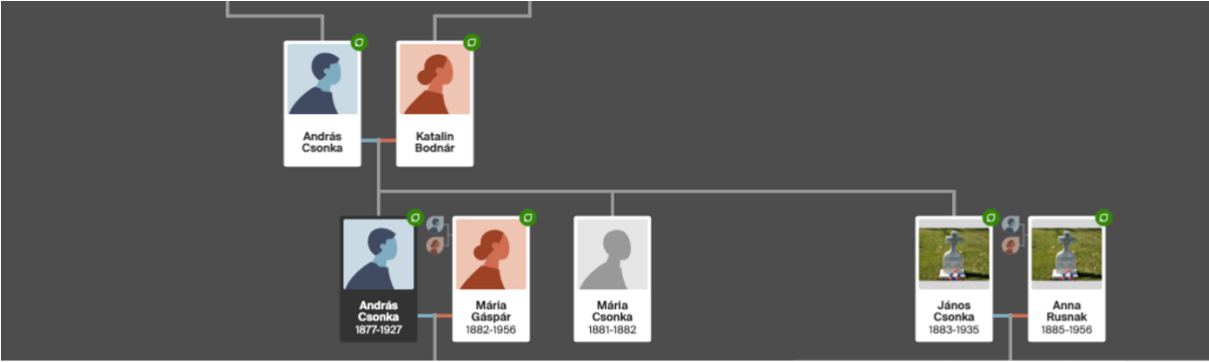 András
Csonka
Katalin
Bodnár
András
Csonka
1877-1927
Mária
Gáspár
1882-1956
Mária
Csonka
1881-1882
János
Csonka
1883-1935
Anna
Rusnak
1885-1956